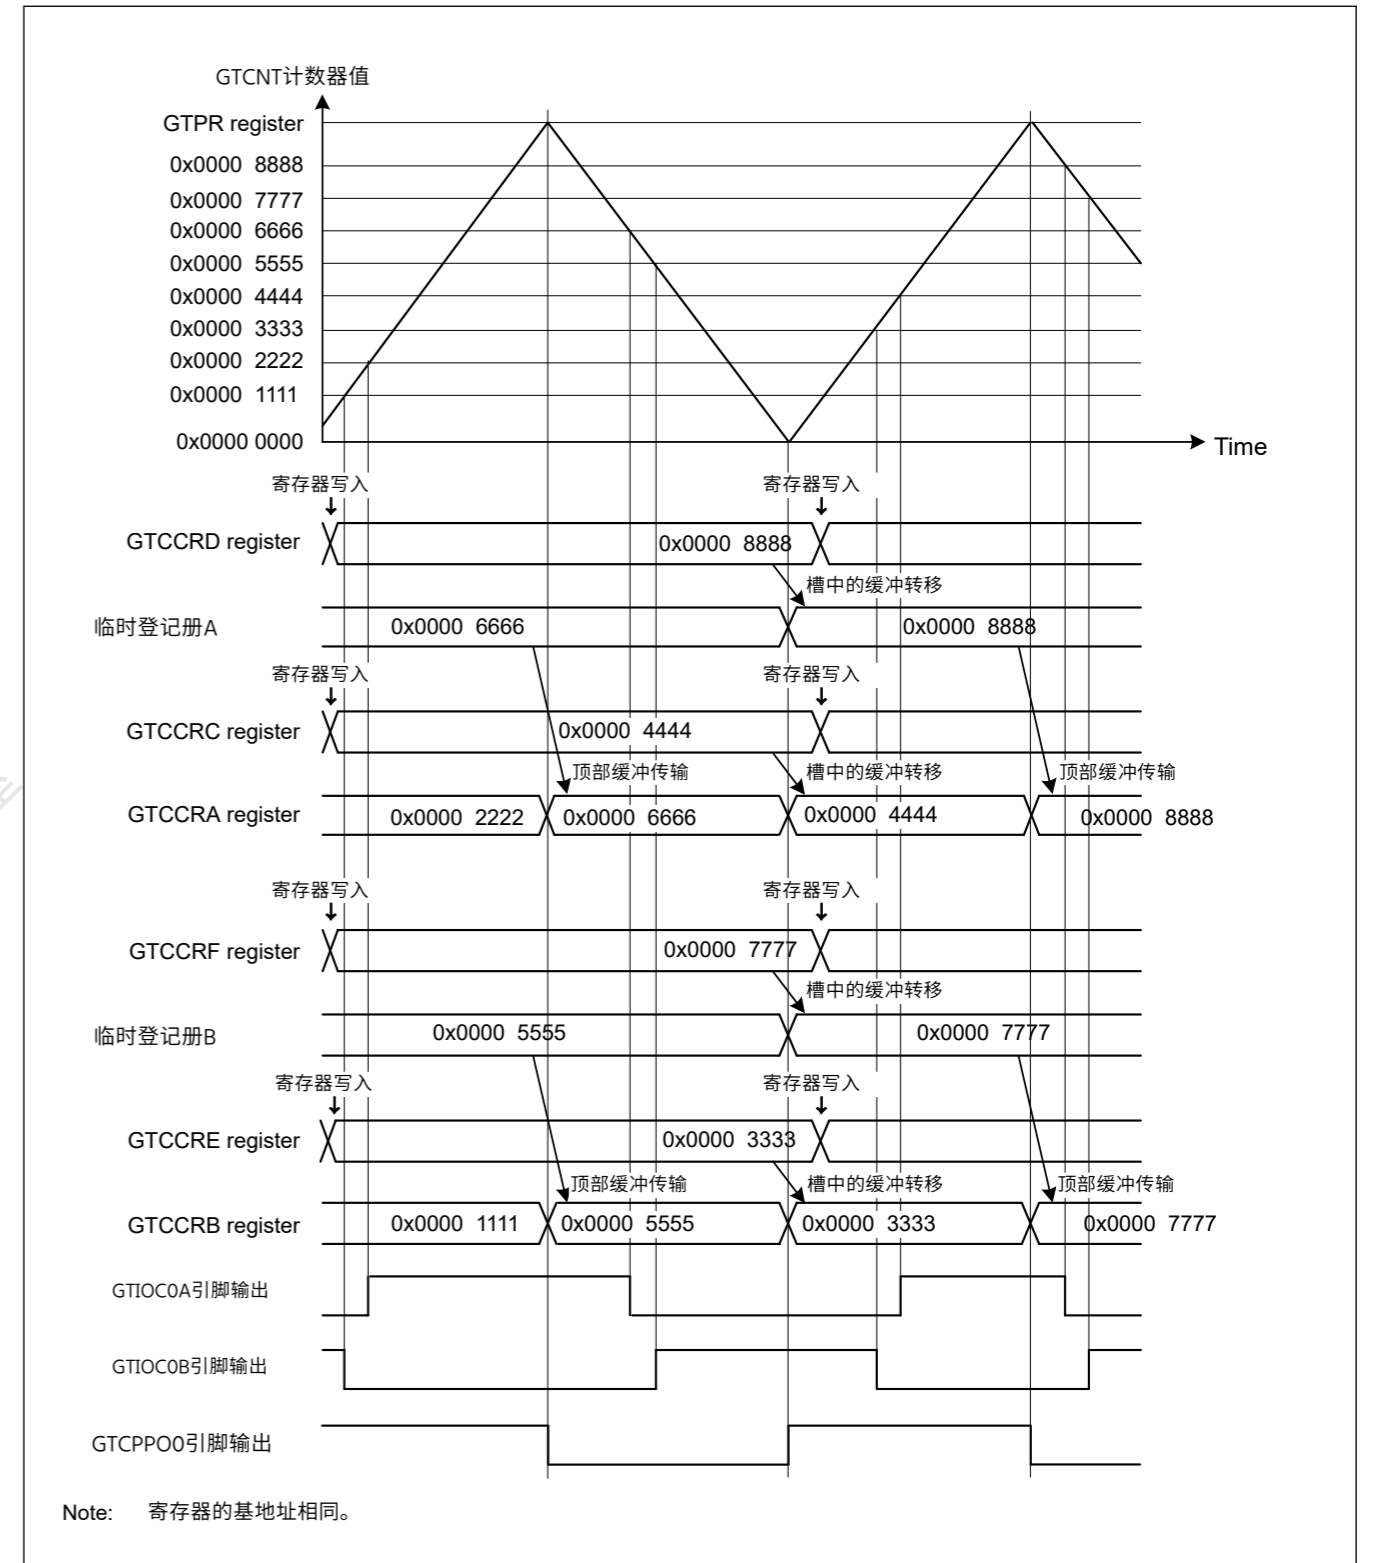 GTCNT计数器值
GTPR register
0x0000 8888
0x0000 7777
0x0000 6666
0x0000 5555
0x0000 4444
0x0000 3333
0x0000 2222
0x0000 1111
0x0000 0000
Time
寄存器写入 寄存器写入
GTCCRD register 0x0000 8888
槽中的缓冲转移
临时登记册A 0x0000 6666 0x0000 8888
寄存器写入 寄存器写入
GTCCRC register 0x0000 4444
顶部缓冲传输 槽中的缓冲转移 顶部缓冲传输
GTCCRA register 0x0000 2222 0x0000 6666 0x0000 4444 0x0000 8888
寄存器写入 寄存器写入
GTCCRF register 0x0000 7777
槽中的缓冲转移
临时登记册B 0x0000 5555 0x0000 7777
寄存器写入 寄存器写入
GTCCRE register 0x0000 3333
顶部缓冲传输 槽中的缓冲转移 顶部缓冲传输
GTCCRB register 0x0000 1111 0x0000 5555 0x0000 3333 0x0000 7777
GTIOC0A引脚输出
GTIOC0B引脚输出
GTCPPO0引脚输出
Note: 寄存器的基地址相同。